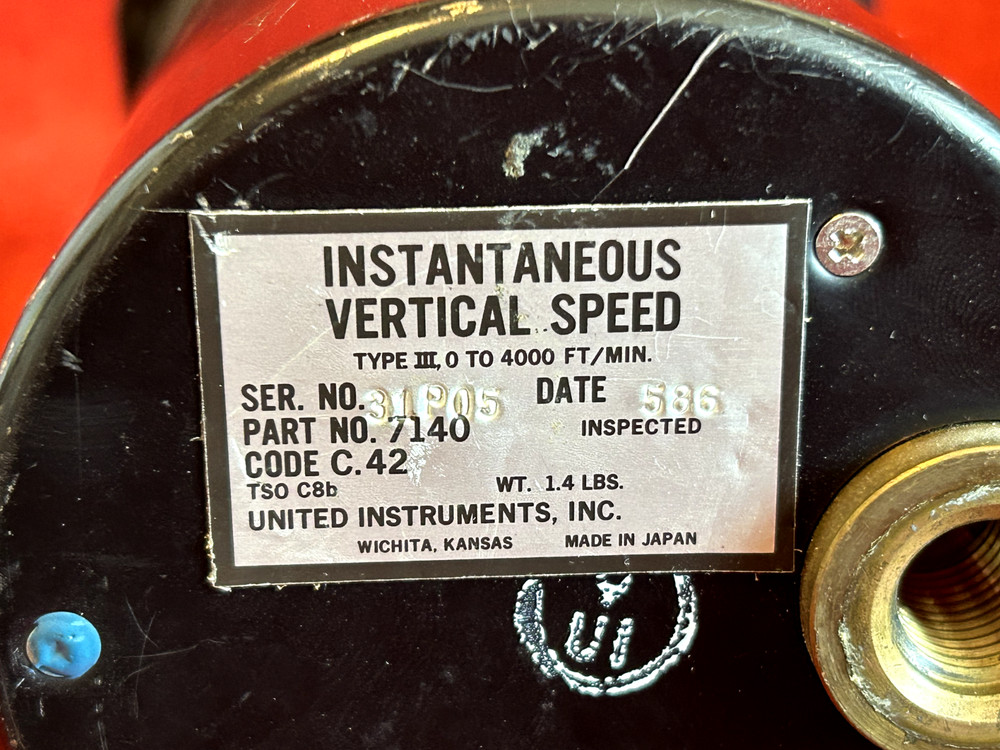 INSTANTANEOUS
VERTICAL SPEED
TYPE III, 0 TO 4000 FT/MIN.
SER. NO. 31P05 DATE 586
PART NO. 7140 INSPECTED
CODE C.42
TSO C8b WT. 1.4 LBS.
UNITED INSTRUMENTS, INC.
WICHITA, KANSAS MADE IN JAPAN
UI